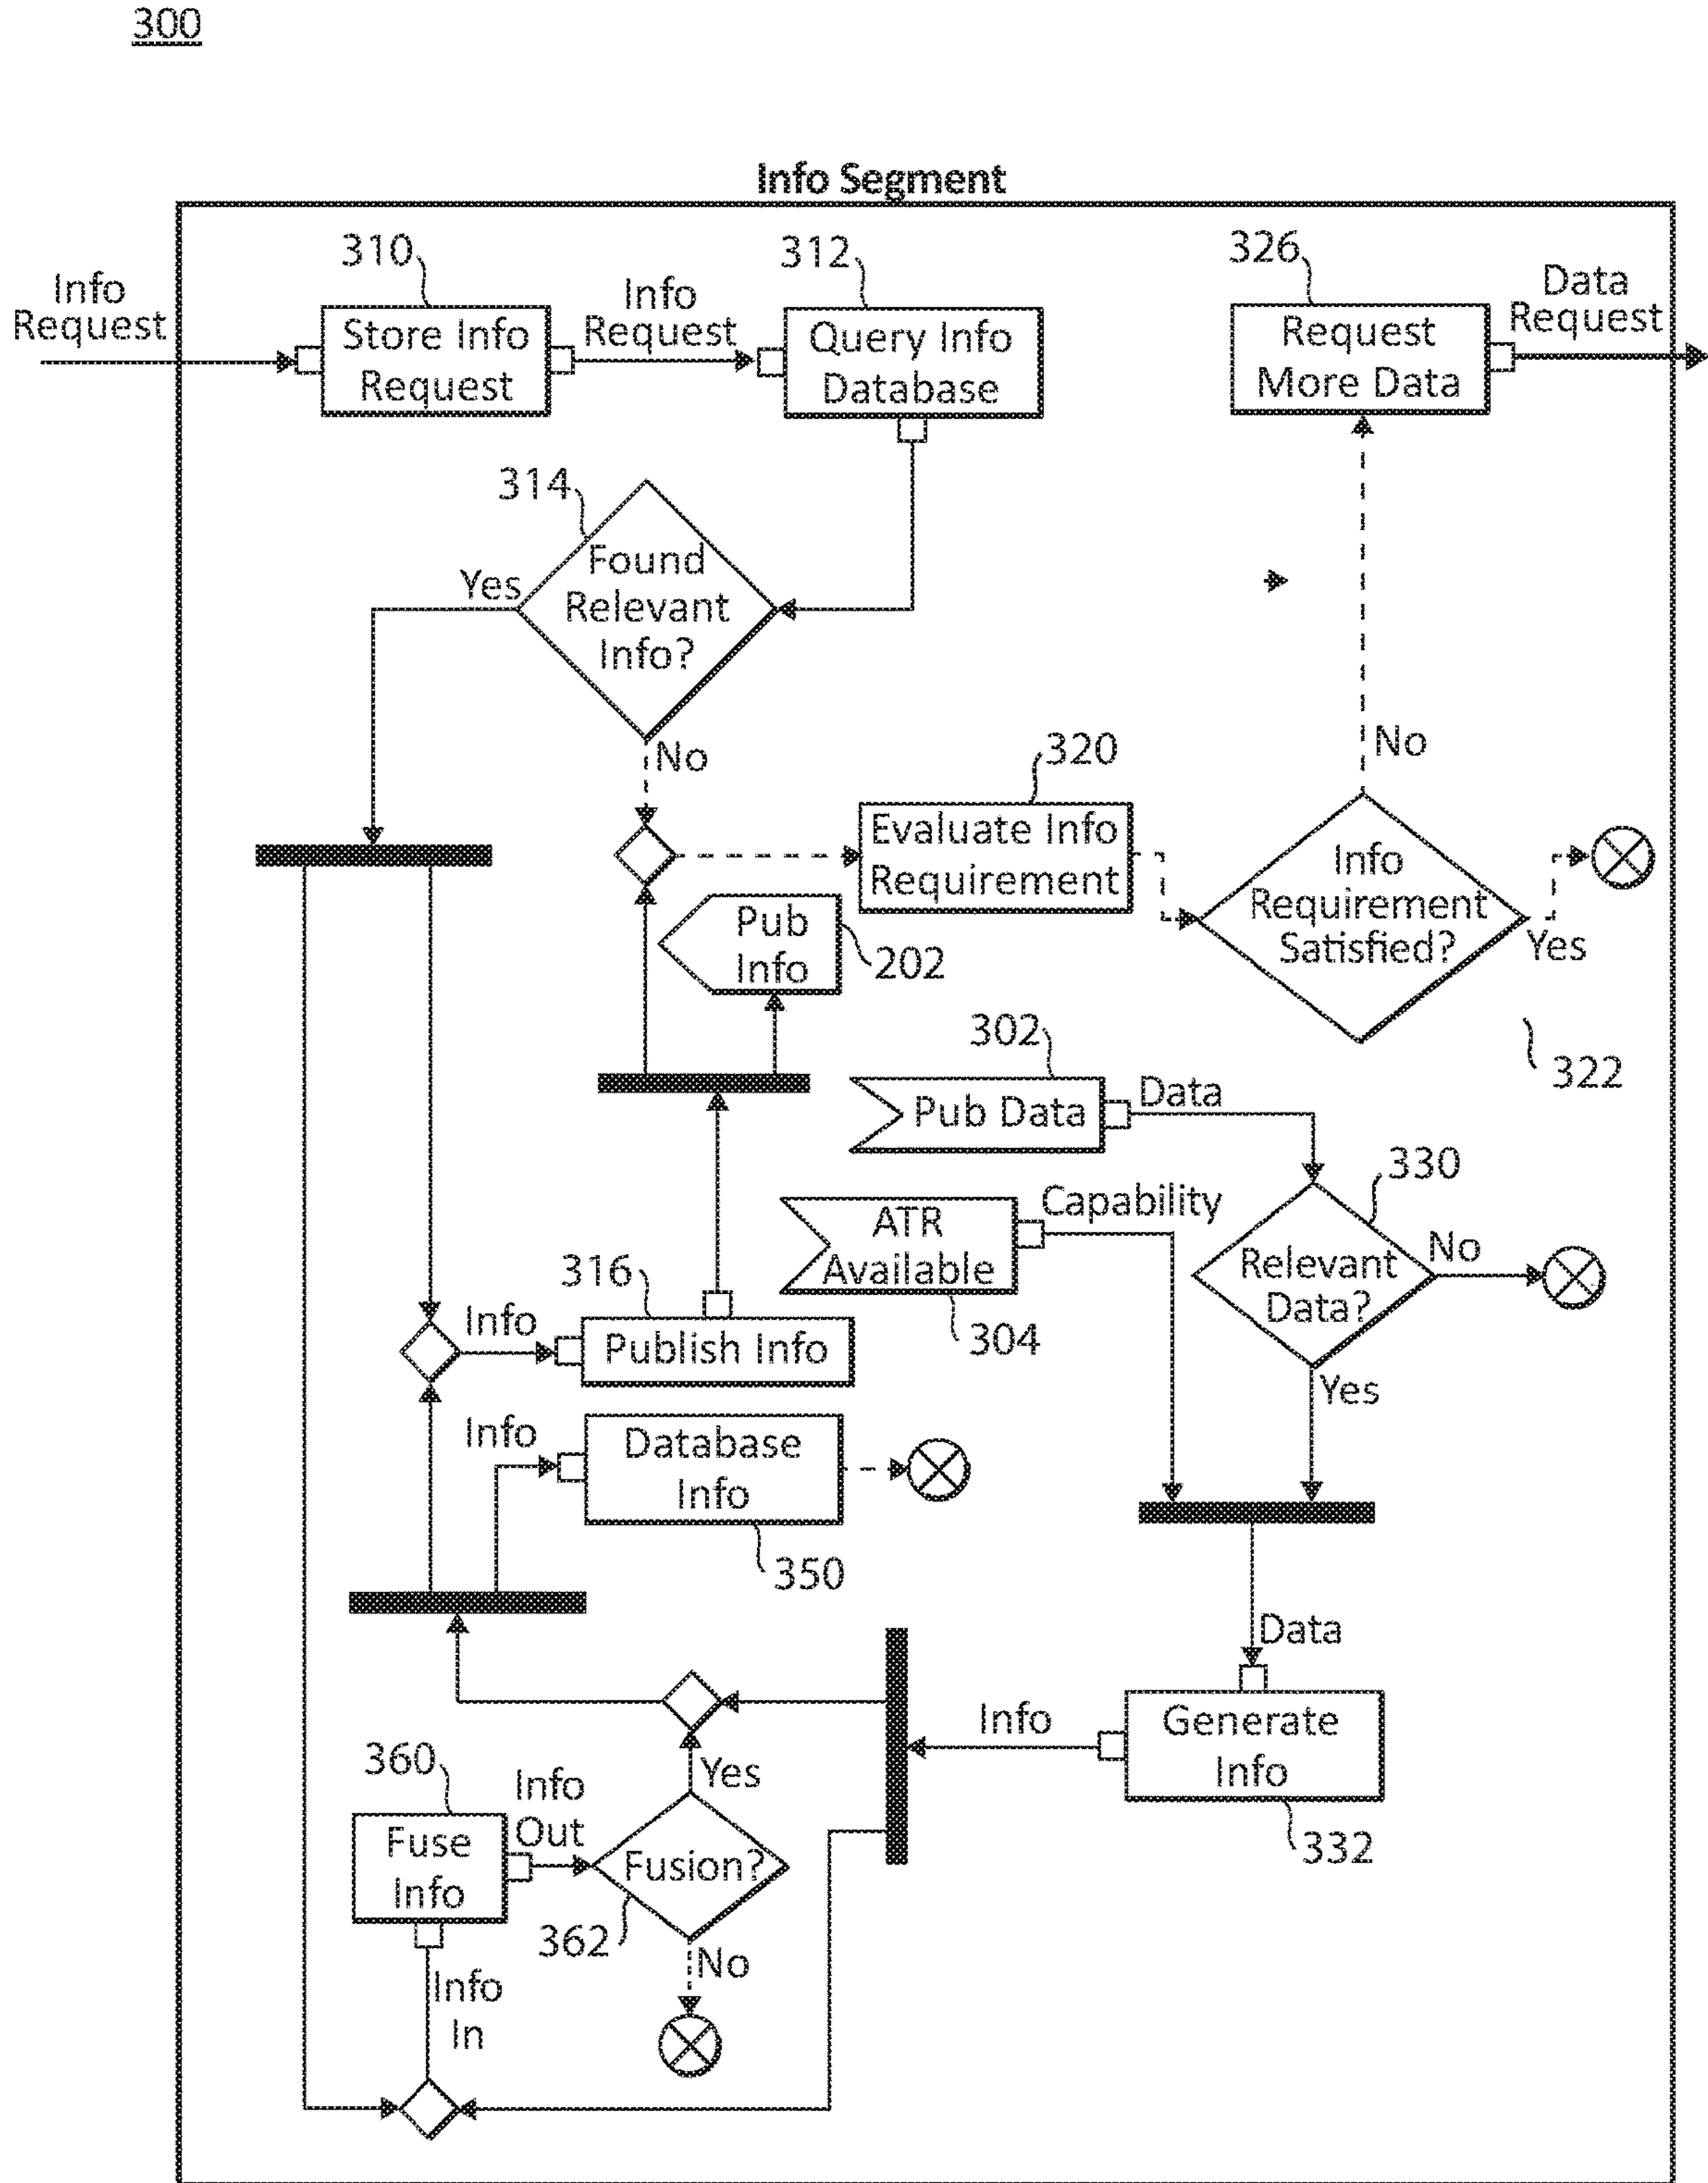 300
Info Segment
310
312
326
Info
Request
Store Info
Request
Info
Request
Query Info
Database
Request
More Data
Data
Request
314
Found
Relevant
Info?
Yes
No
No
320
Evaluate Info
Requirement
Info
Requirement
Satisfied?
Yes
322
Pub
Info
202
302
Pub Data
Data
330
ATR
Available
Capability
304
Relevant
Data?
No
Yes
316
Info
Publish Info
Info
Database
Info
350
Data
Generate
Info
332
Info
360
Fuse
Info
Info
Out
Yes
Fusion?
362
No
Info
In